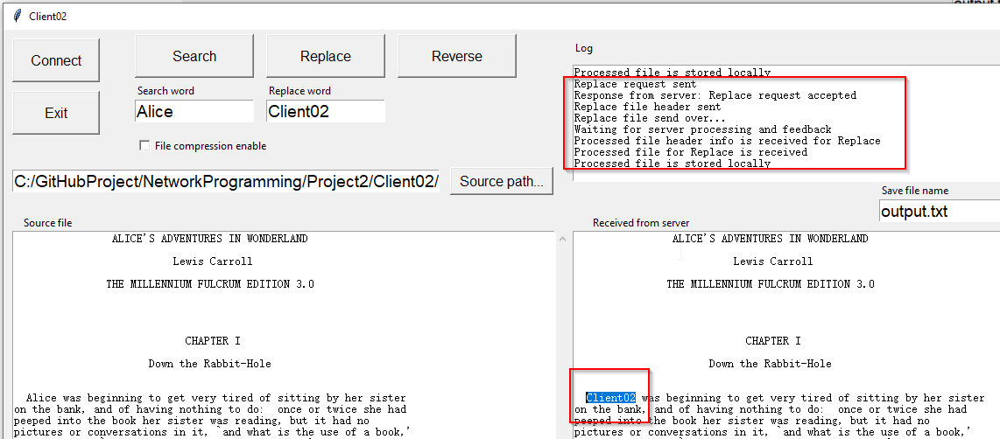 output.t
Client02
Connect
Search
Replace
Reverse
Exit
Search word
Replace word
Alice
Client02
File compression enable
C:/GitHubProject/NetworkProgramming/Project2/Client02/
Source path...
Log
Processed file is stored locally
Replace request sent
Response from server: Replace request accepted
Replace file header sent
Replace file send over...
Waiting for server processing and feedback
Processed file header info is received for Replace
Processed file for Replace is received
Processed file is stored locally
Save file name
output.txt
Source file
ALICE'S ADVENTURES IN WONDERLAND
Lewis Carroll
THE MILLENNIUM FULCRUM EDITION 3.0
CHAPTER I
Down the Rabbit-Hole
Alice was beginning to get very tired of sitting by her sister
on the bank, and of having nothing to do:  once or twice she had
peeped into the book her sister was reading, but it had no
pictures or conversations in it, `and what is the use of a book,'
Received from server
ALICE'S ADVENTURES IN WONDERLAND
Lewis Carroll
THE MILLENNIUM FULCRUM EDITION 3.0
CHAPTER I
Down the Rabbit-Hole
Client02 was beginning to get very tired of sitting by her sister
on the bank, and of having nothing to do:  once or twice she had
peeped into the book her sister was reading, but it had no
pictures or conversations in it, `and what is the use of a book,'